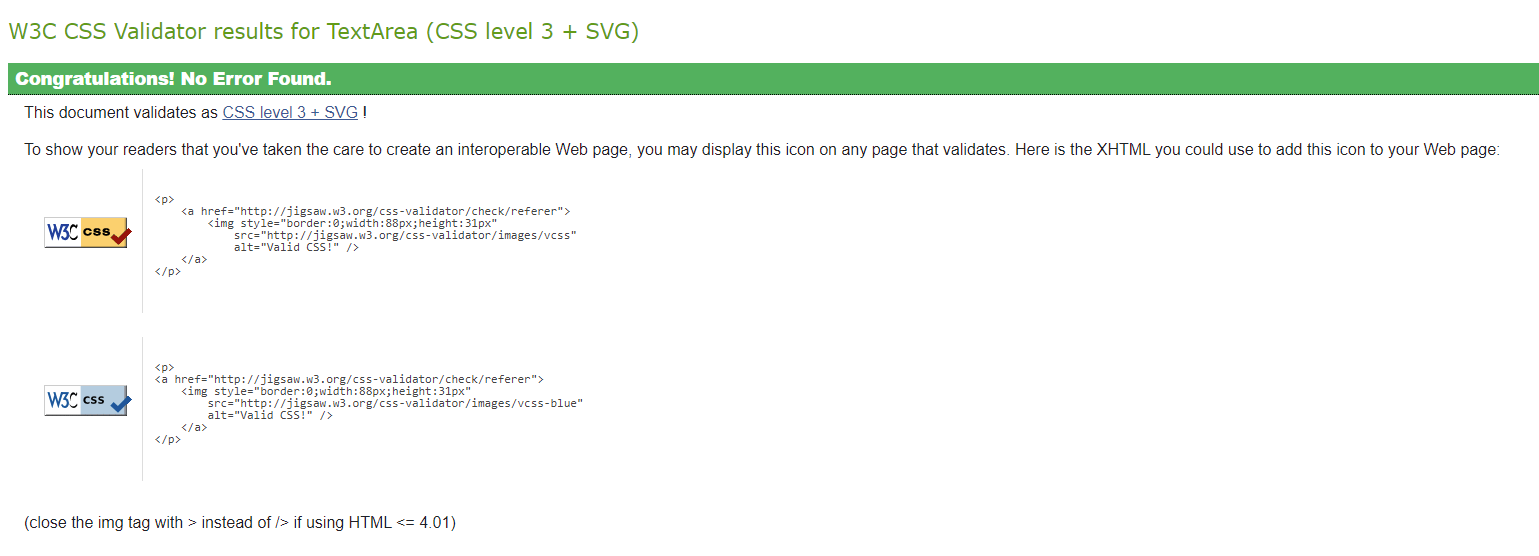 W3C CSS Validator results for TextArea (CSS level 3 + SVG)
Congratulations! No Error Found.
This document validates as CSS level 3 + SVG !
To show your readers that you've taken the care to create an interoperable Web page, you may display this icon on any page that validates. Here is the XHTML you could use to add this icon to your Web page:
W3C css
<p>
    <a href="http://jigsaw.w3.org/css-validator/check/referer">
        <img style="border:0;width:88px;height:31px"
            src="http://jigsaw.w3.org/css-validator/images/vcss"
            alt="Valid CSS!" />
    </a>
</p>
W3C css
<p>
<a href="http://jigsaw.w3.org/css-validator/check/referer">
    <img style="border:0;width:88px;height:31px"
        src="http://jigsaw.w3.org/css-validator/images/vcss-blue"
        alt="Valid CSS!" />
    </a>
</p>
(close the img tag with > instead of /> if using HTML <= 4.01)